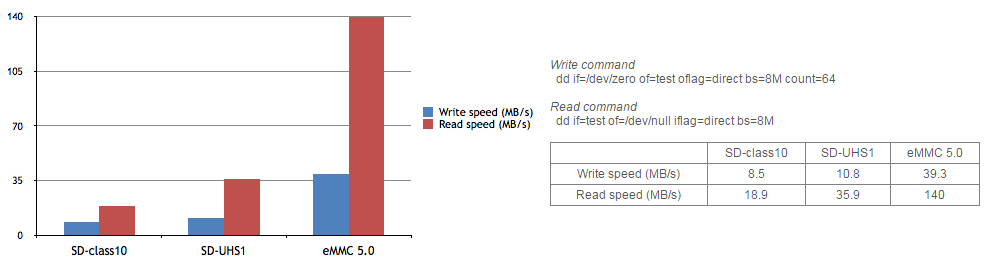 140
105
70
35
0
SD-class10 SD-UHS1 eMMC 5.0
Write speed (MB/s)
Read speed (MB/s)
Write command
dd if=/dev/zero of=test oflag=direct bs=8M count=64
Read command
dd if=test of=/dev/null iflag=direct bs=8M
SD-class10 SD-UHS1 eMMC 5.0
Write speed (MB/s) 8.5 10.8 39.3
Read speed (MB/s) 18.9 35.9 140